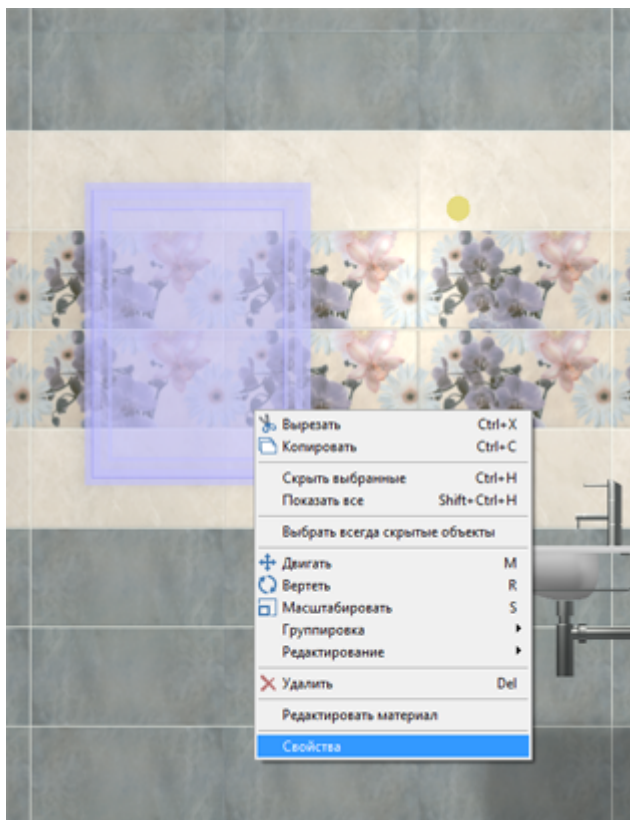 Вырезать Ctrl+X
Копировать Ctrl+C
Скрыть выбранные Ctrl+H
Показать все Shift+Ctrl+H
Выбрать всегда скрытые объекты
Двигать M
Вертеть R
Масштабировать S
Группировка
Редактирование
Удалить Del
Редактировать материал
Свойства